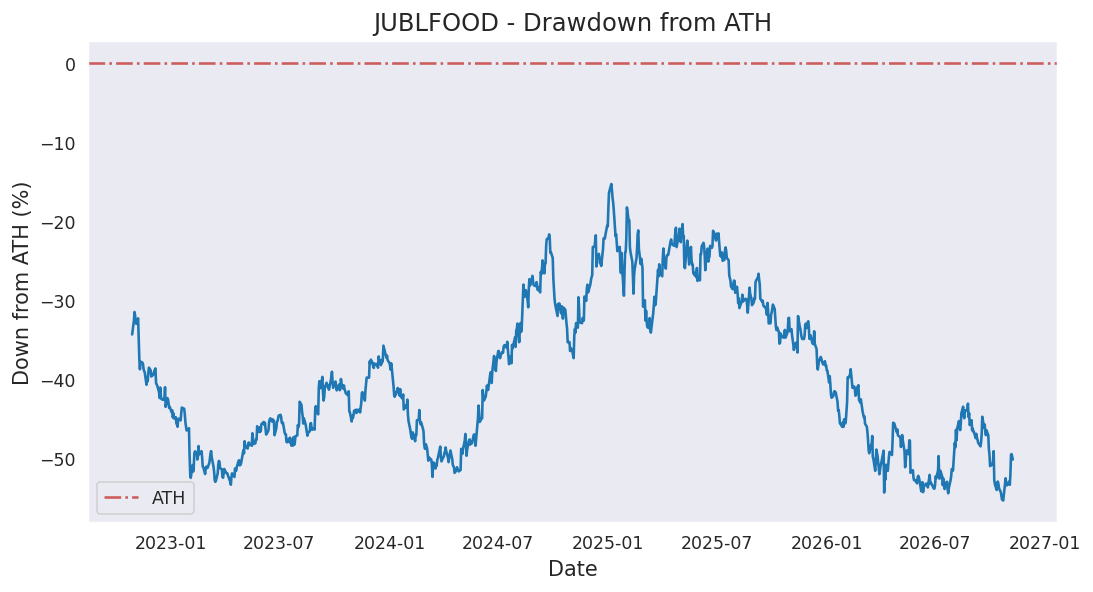 JUBLFOOD - Drawdown from ATH
Down from ATH (%)
0
−10
−20
−30
−40
−50
ATH
2023-01 2023-07 2024-01 2024-07 2025-01 2025-07 2026-01 2026-07 2027-01
Date